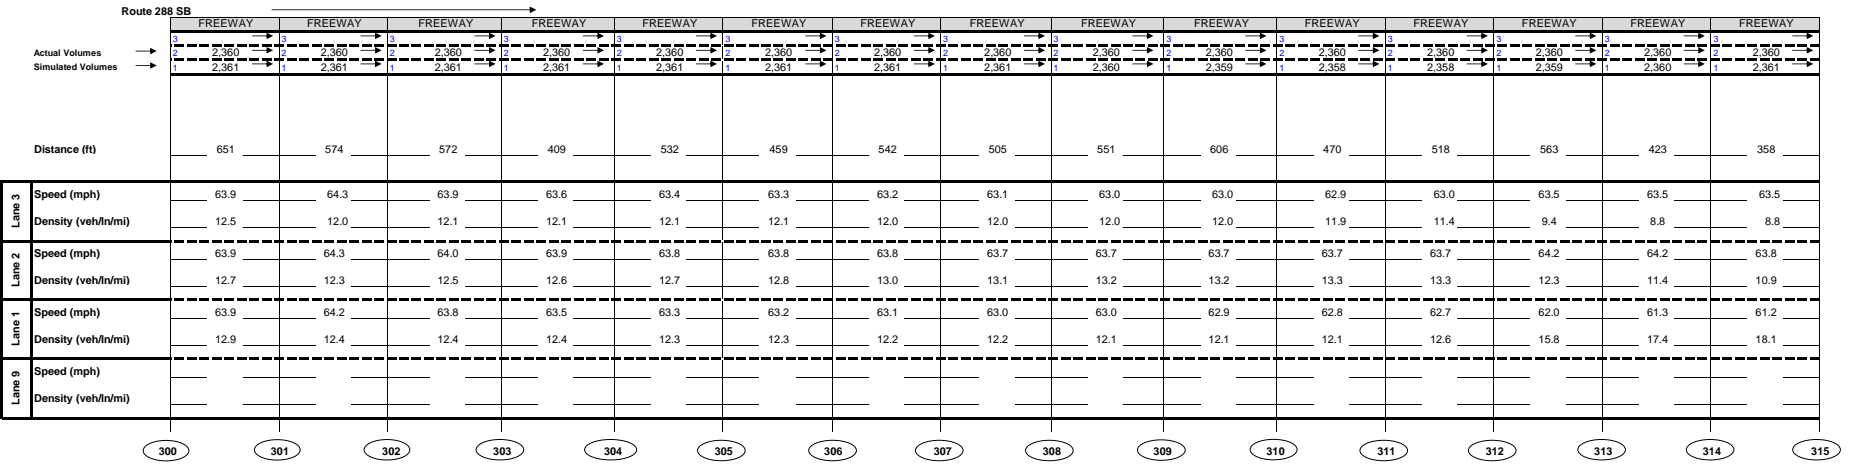 Route 288 SB
FREEWAY FREEWAY FREEWAY FREEWAY FREEWAY FREEWAY FREEWAY FREEWAY FREEWAY FREEWAY FREEWAY FREEWAY FREEWAY FREEWAY FREEWAY
3 3 3 3 3 3 3 3 3 3 3 3 3 3 3
Actual Volumes 2 2,360 2 2,360 2 2,360 2 2,360 2 2,360 2 2,360 2 2,360 2 2,360 2 2,360 2 2,360 2 2,360 2 2,360 2 2,360 2 2,360 2 2,360
Simulated Volumes 1 2,361 1 2,361 1 2,361 1 2,361 1 2,361 1 2,361 1 2,361 1 2,361 1 2,360 1 2,359 1 2,358 1 2,358 1 2,359 1 2,360 1 2,361
Distance (ft) 651 574 572 409 532 459 542 505 551 606 470 518 563 423 358
Lane 3
Speed (mph) 63.9 64.3 63.9 63.6 63.4 63.3 63.2 63.1 63.0 63.0 62.9 63.0 63.5 63.5 63.5
Density (veh/ln/mi) 12.5 12.0 12.1 12.1 12.1 12.1 12.0 12.0 12.0 12.0 11.9 11.4 9.4 8.8 8.8
Lane 2
Speed (mph) 63.9 64.3 64.0 63.9 63.8 63.8 63.8 63.7 63.7 63.7 63.7 63.7 64.2 64.2 63.8
Density (veh/ln/mi) 12.7 12.3 12.5 12.6 12.7 12.8 13.0 13.1 13.2 13.2 13.3 13.3 12.3 11.4 10.9
Lane 1
Speed (mph) 63.9 64.2 63.8 63.5 63.3 63.2 63.1 63.0 63.0 62.9 62.8 62.7 62.0 61.3 61.2
Density (veh/ln/mi) 12.9 12.4 12.4 12.4 12.3 12.3 12.2 12.2 12.1 12.1 12.1 12.6 15.8 17.4 18.1
Lane 9
Speed (mph)
Density (veh/ln/mi)
300 301 302 303 304 305 306 307 308 309 310 311 312 313 314 315